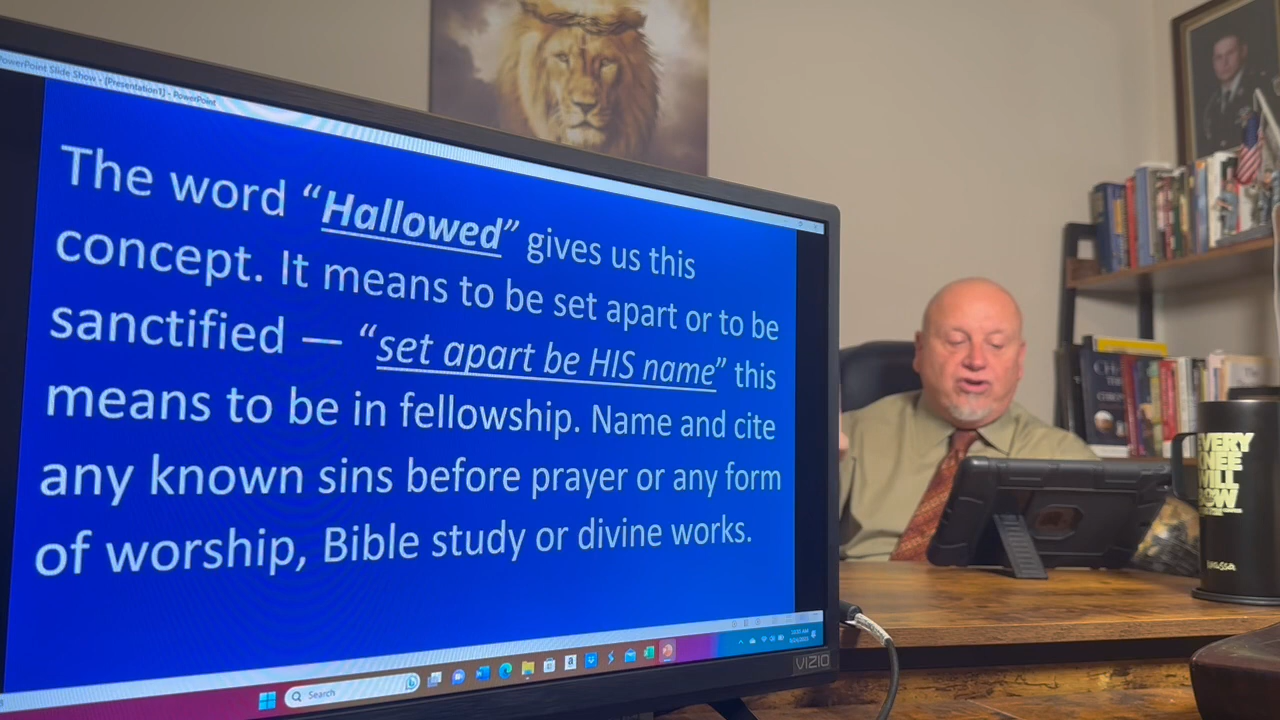 PowerPoint Slide Show - [Presentation1] - PowerPoint
The word “Hallowed” gives us this
concept. It means to be set apart or to be
sanctified — “set apart be HIS name” this
means to be in fellowship. Name and cite
any known sins before prayer or any form
of worship, Bible study or divine works.
Search
VIZIO
EVERY
KNEE
WILL
BOW